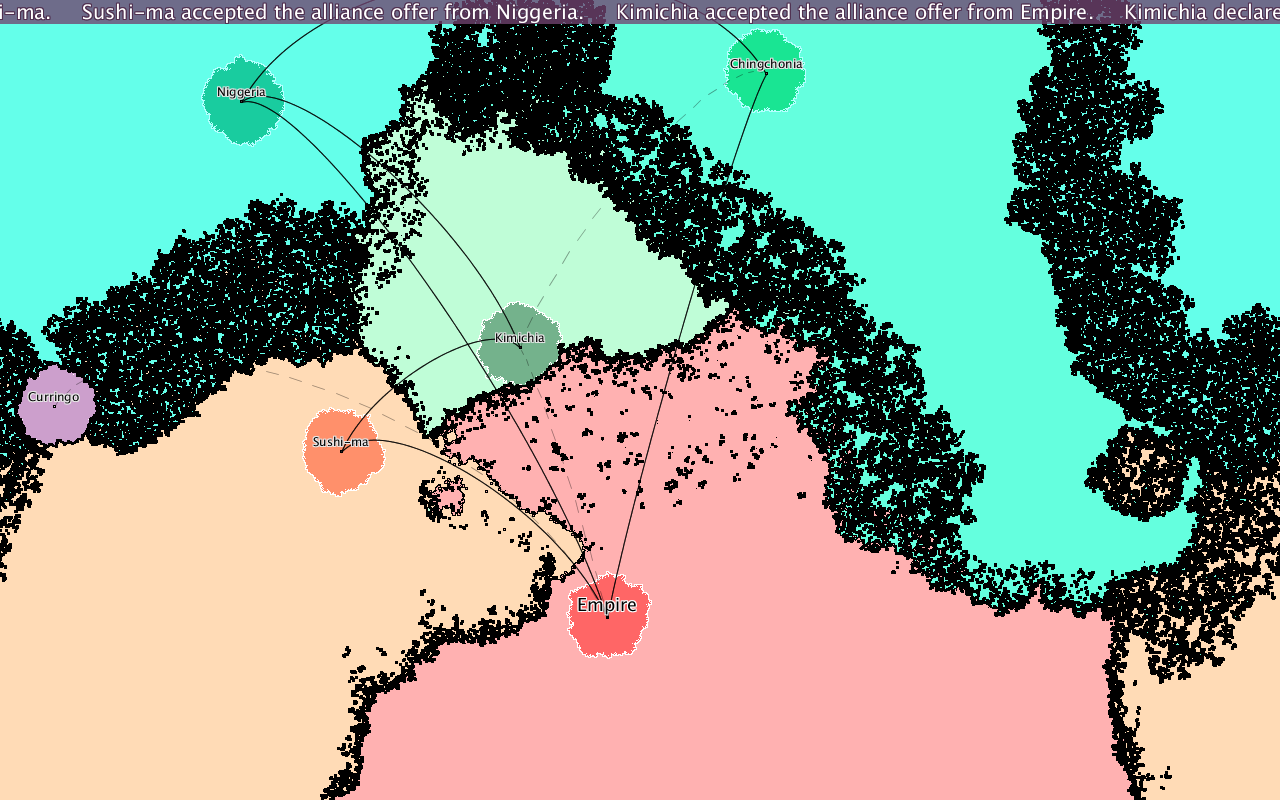 i-ma. Sushi-ma accepted the alliance offer from Niggeria. Kimichia accepted the alliance offer from Empire. Kimichia declare
Chingchonia
Niggeria
Kimichia
Curringo
Sushi-ma
Empire